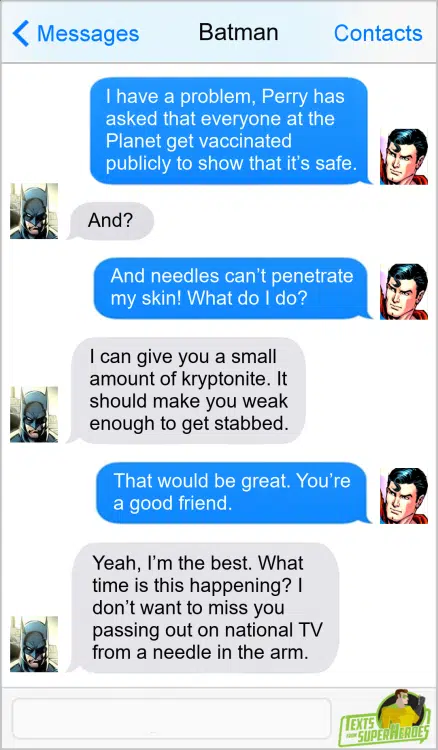 Messages Batman Contacts
I have a problem, Perry has
asked that everyone at the
Planet get vaccinated
publicly to show that it’s safe.
And?
And needles can’t penetrate
my skin! What do I do?
I can give you a small
amount of kryptonite. It
should make you weak
enough to get stabbed.
That would be great. You’re
a good friend.
Yeah, I’m the best. What
time is this happening? I
don’t want to miss you
passing out on national TV
from a needle in the arm.
TEXTS
FROM SUPERHEROES